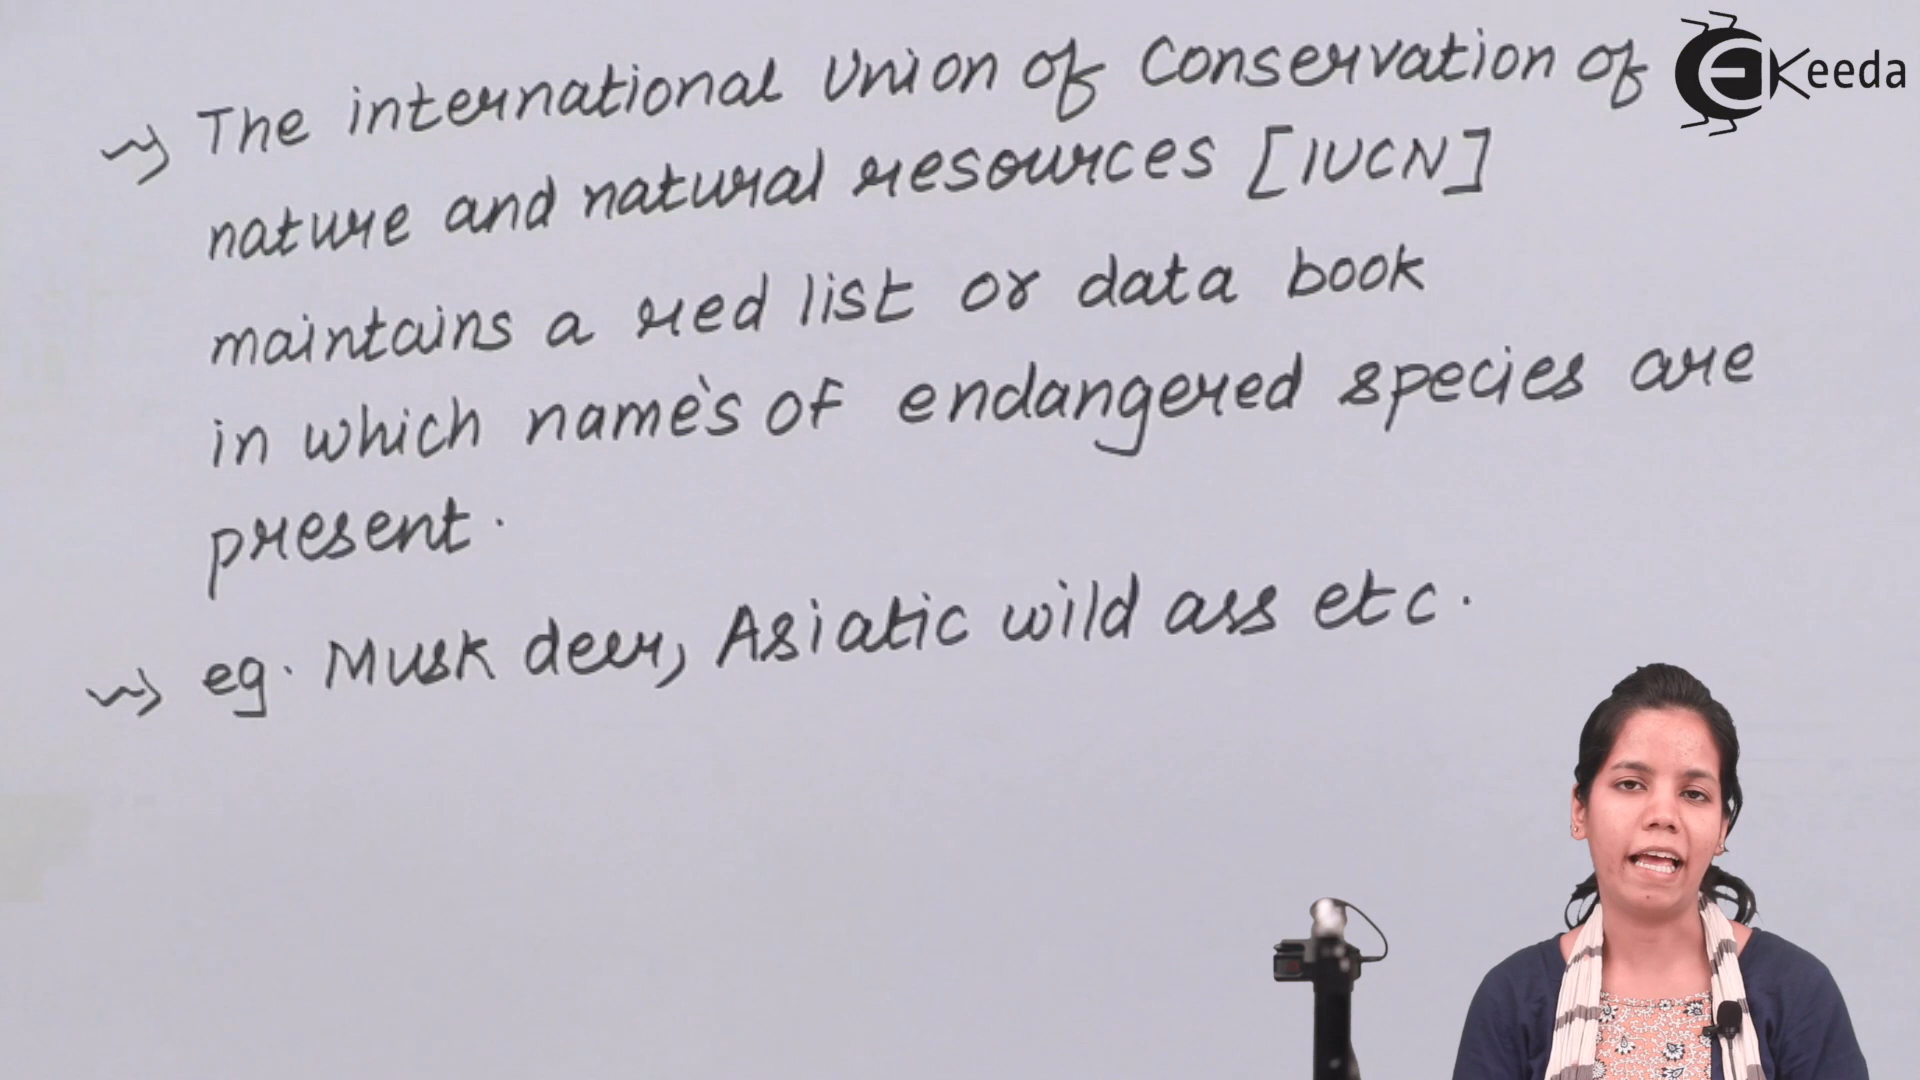 The international Union of Conservation of
nature and natural resources [IUCN]
maintains a red list or data book
in which name's of endangered species are
present.
eg. Musk deer, Asiatic wild ass etc.
EKeeda